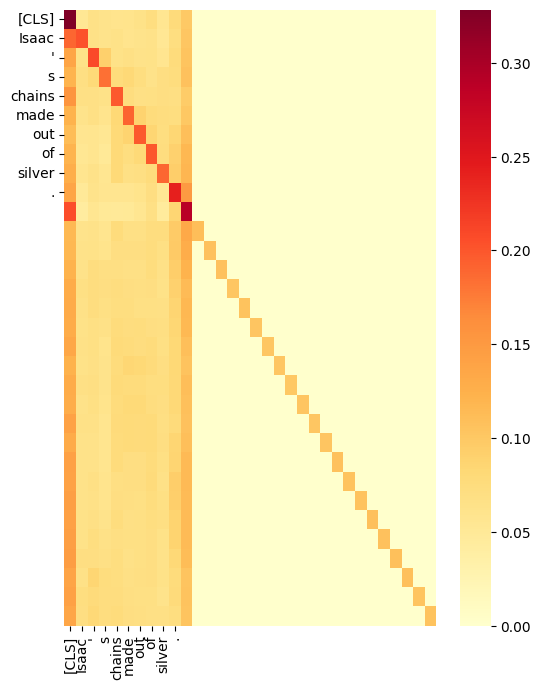 [CLS]
Isaac
'
s
chains
made
out
of
silver
.
0.30
0.25
0.20
0.15
0.10
0.05
0.00
[CLS]
Isaac
'
s
chains
made
out
of
silver
.